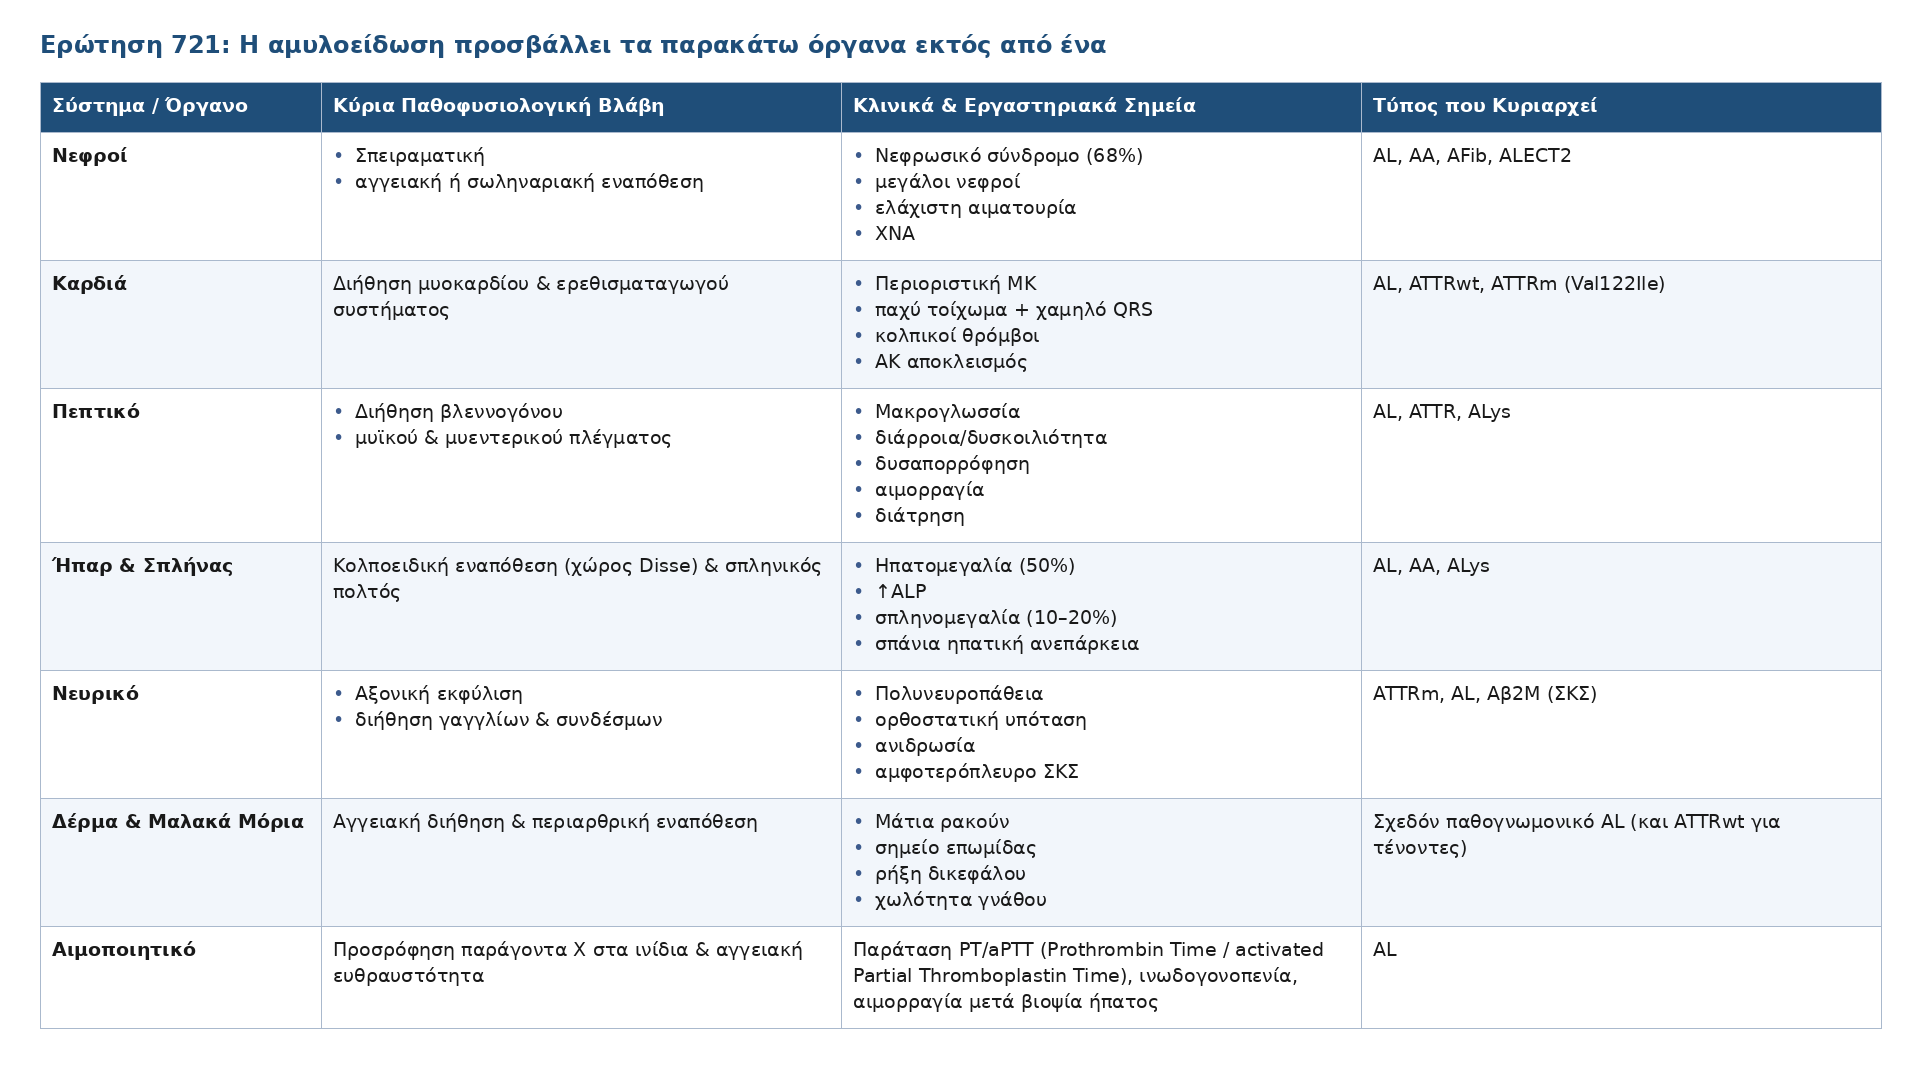 Ερώτηση 721: Η αμυλοείδωση προσβάλλει τα παρακάτω όργανα εκτός από ένα
Σύστημα / Όργανο
Κύρια Παθοφυσιολογική Βλάβη
Κλινικά & Εργαστηριακά Σημεία
Τύπος που Κυριαρχεί
Νεφροί
• Σπειραματική
• αγγειακή ή σωληναριακή εναπόθεση
• Νεφρωσικό σύνδρομο (68%)
• μεγάλοι νεφροί
• ελάχιστη αιματουρία
• ΧΝΑ
AL, AA, AFib, ALECT2
Καρδιά
Διήθηση μυοκαρδίου & ερεθισματαγωγού
συστήματος
• Περιοριστική ΜΚ
• παχύ τοίχωμα + χαμηλό QRS
• κολπικοί θρόμβοι
• ΑΚ αποκλεισμός
AL, ATTRwt, ATTRm (Val122Ile)
Πεπτικό
• Διήθηση βλεννογόνου
• μυϊκού & μυεντερικού πλέγματος
• Μακρογλωσσία
• διάρροια/δυσκοιλιότητα
• δυσαπορρόφηση
• αιμορραγία
• διάτρηση
AL, ATTR, ALys
Ήπαρ & Σπλήνας
Κολποειδική εναπόθεση (χώρος Disse) & σπληνικός
πολτός
• Ηπατομεγαλία (50%)
• ↑ALP
• σπληνομεγαλία (10–20%)
• σπάνια ηπατική ανεπάρκεια
AL, AA, ALys
Νευρικό
• Αξονική εκφύλιση
• διήθηση γαγγλίων & συνδέσμων
• Πολυνευροπάθεια
• ορθοστατική υπόταση
• ανιδρωσία
• αμφοτερόπλευρο ΣΚΣ
ATTRm, AL, Aβ2M (ΣΚΣ)
Δέρμα & Μαλακά Μόρια
Αγγειακή διήθηση & περιαρθρική εναπόθεση
• Μάτια ρακούν
• σημείο επωμίδας
• ρήξη δικεφάλου
• χωλότητα γνάθου
Σχεδόν παθογνωμονικό AL (και ATTRwt για
τένοντες)
Αιμοποιητικό
Προσρόφηση παράγοντα X στα ινίδια & αγγειακή
ευθραυστότητα
Παράταση PT/aPTT (Prothrombin Time / activated
Partial Thromboplastin Time), ινωδογονοπενία,
αιμορραγία μετά βιοψία ήπατος
AL